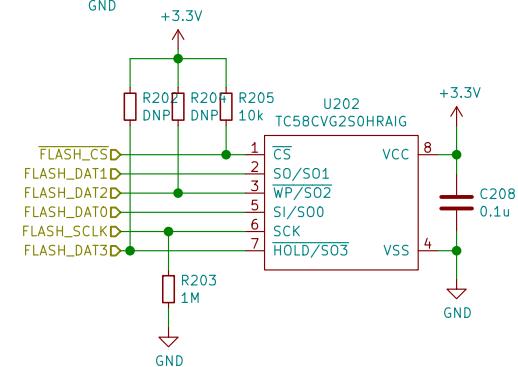 GND
+3.3V
+3.3V
R202
DNP
R204
DNP
R205
10k
U202
TC58CVG2S0HRAIG
FLASH_CS
FLASH_DAT1
FLASH_DAT2
FLASH_DAT0
FLASH_SCLK
FLASH_DAT3
1
2
3
5
6
7
CS
SO/SO1
WP/SO2
SI/SO0
SCK
HOLD/SO3
VCC
8
VSS
4
C208
0.1u
R203
1M
GND
GND